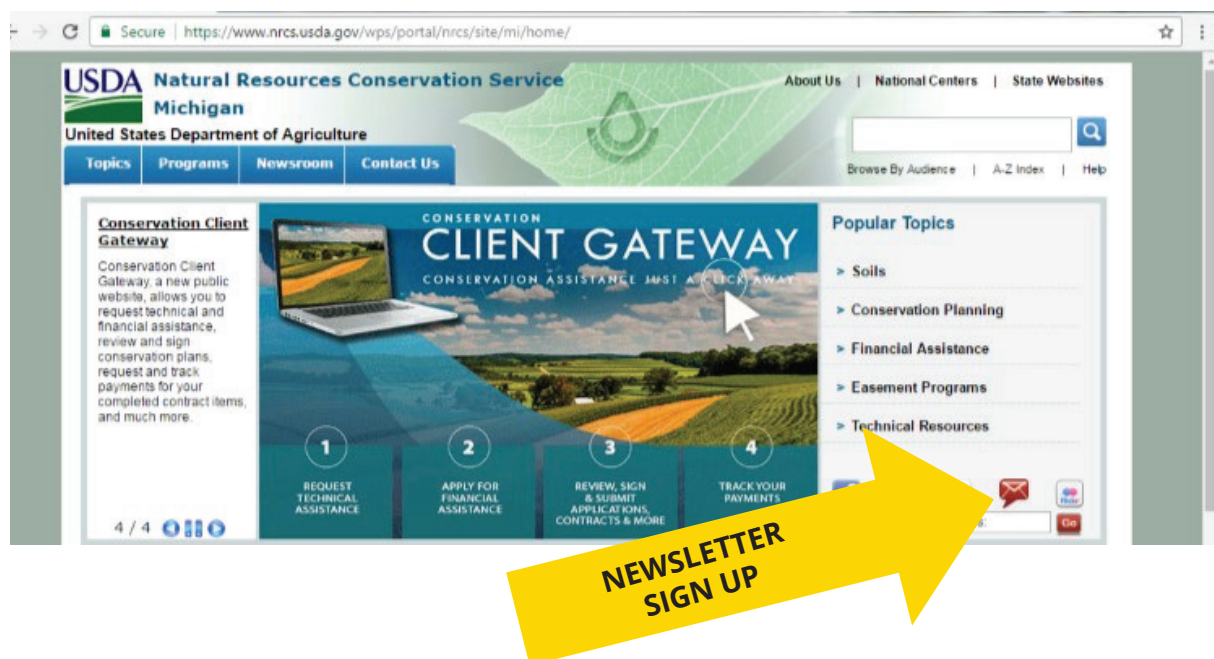 Secure | https://www.nrcs.usda.gov/wps/portal/nrcs/site/mi/home/
USDA Natural Resources Conservation Service
Michigan
United States Department of Agriculture
About Us | National Centers | State Websites
Topics Programs Newsroom Contact Us
Browse By Audience | A-Z Index | Help
Conservation Client
Gateway
Conservation Client
Gateway, a new public
website, allows you to
request technical and
financial assistance,
review and sign
conservation plans,
request and track
payments for your
completed contract items,
and much more.
4 / 4
CONSERVATION
CLIENT GATEWAY
CONSERVATION ASSISTANCE JUST A CLICK AWAY
1
REQUEST
TECHNICAL
ASSISTANCE
2
APPLY FOR
FINANCIAL
ASSISTANCE
3
REVIEW, SIGN
& SUBMIT
APPLICATIONS,
CONTRACTS & MORE
4
TRACK YOUR
PAYMENTS
Popular Topics
> Soils
> Conservation Planning
> Financial Assistance
> Easement Programs
> Technical Resources
Go
NEWSLETTER
SIGN UP